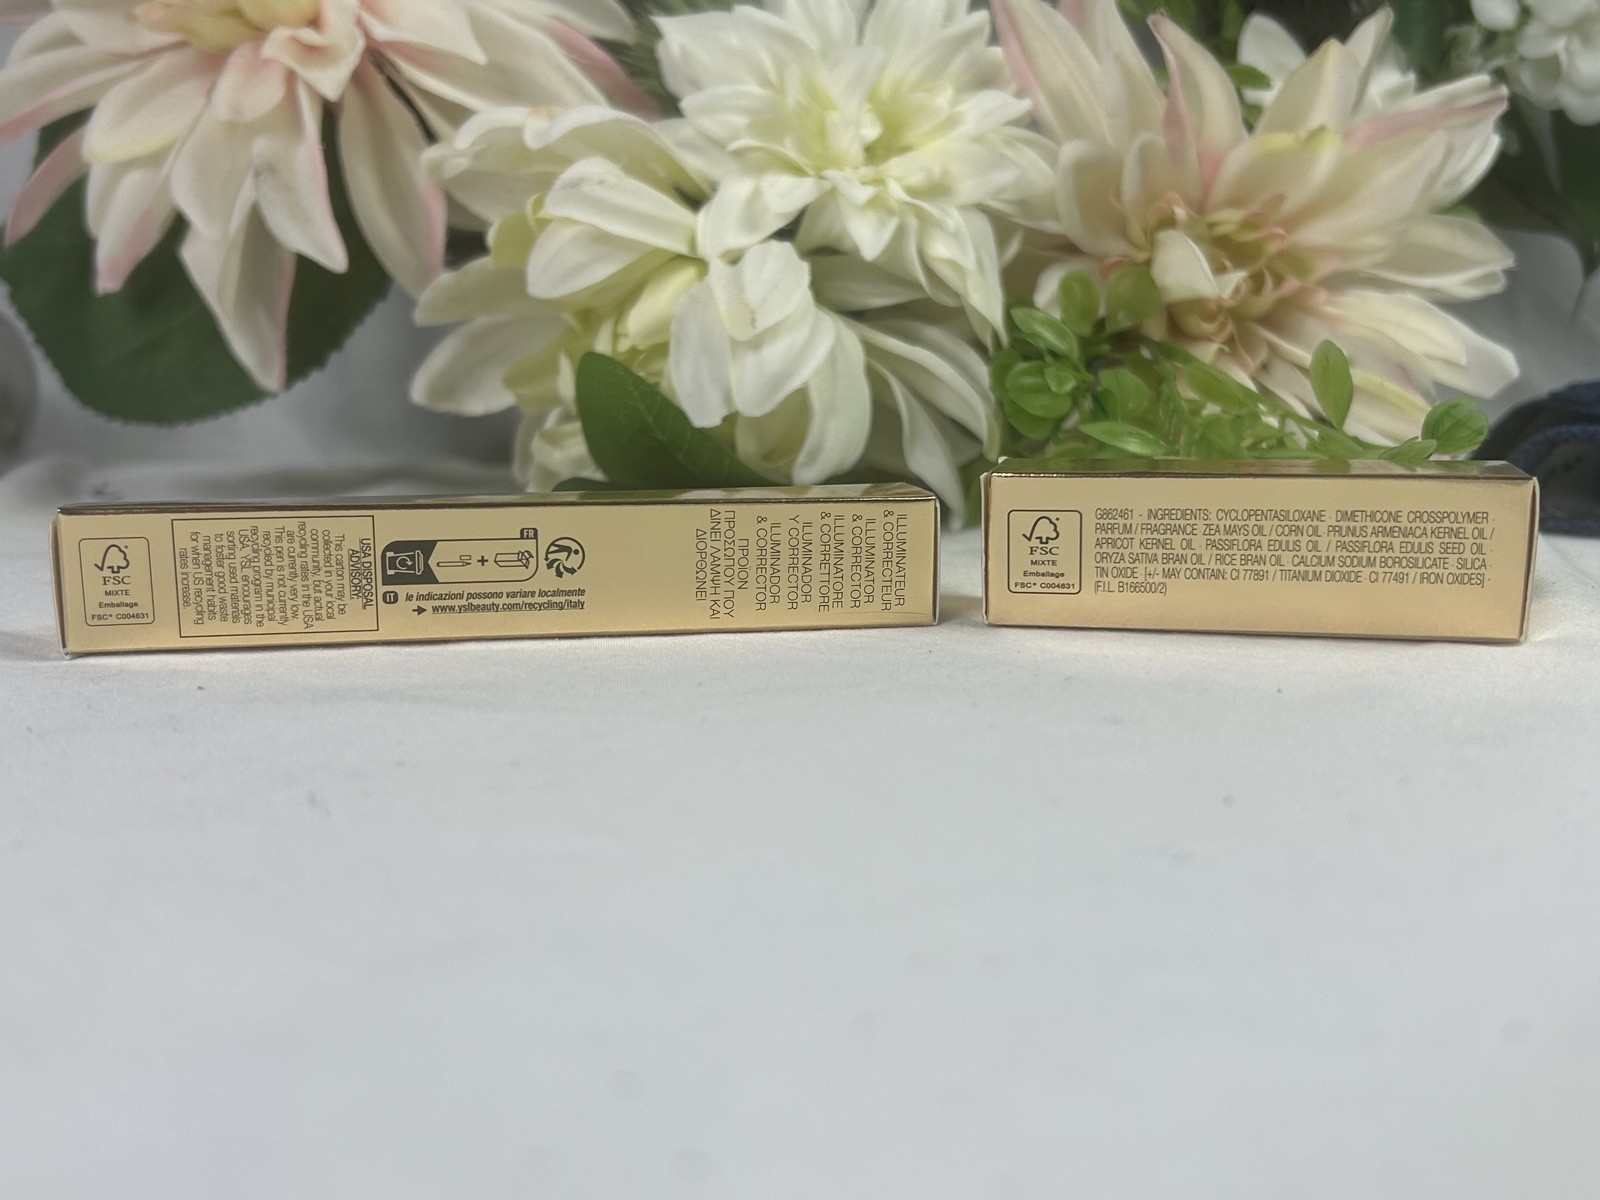 FSC
MIXTE
Emballage
FSC® C004631
USA DISPOSAL
ADVISORY.
This carton may be
collected in your local
community, but actual
recycling rates in the USA
are currently very low.
This pen is not currently
recycled by municipal
recycling program in the
USA. YSL encourages
sorting used materials
to foster good waste
management habits
for when US recycling
rates increase.
FR
IT le indicazioni possono variare localmente
www.yslbeauty.com/recycling/italy
ILLUMINATEUR
& CORRECTEUR
ILLUMINATOR
& CORRECTOR
ILLUMINATORE
& CORRETTORE
ILUMINADOR
Y CORRECTOR
ILUMINADOR
& CORRECTOR
ΠΡΟΪΟΝ
ΠΡΟΣΩΠΟΥ ΠΟΥ
ΔΙΝΕΙ ΛΑΜΨΗ ΚΑΙ
ΔΙΟΡΘΩΝΕΙ
FSC
MIXTE
Emballage
FSC® C004631
G862461 - INGREDIENTS: CYCLOPENTASILOXANE · DIMETHICONE CROSSPOLYMER ·
PARFUM / FRAGRANCE · ZEA MAYS OIL / CORN OIL · PRUNUS ARMENIACA KERNEL OIL /
APRICOT KERNEL OIL · PASSIFLORA EDULIS OIL / PASSIFLORA EDULIS SEED OIL ·
ORYZA SATIVA BRAN OIL / RICE BRAN OIL · CALCIUM SODIUM BOROSILICATE · SILICA ·
TIN OXIDE · [+/- MAY CONTAIN: CI 77891 / TITANIUM DIOXIDE · CI 77491 / IRON OXIDES] ·
(F.I.L. B166500/2)